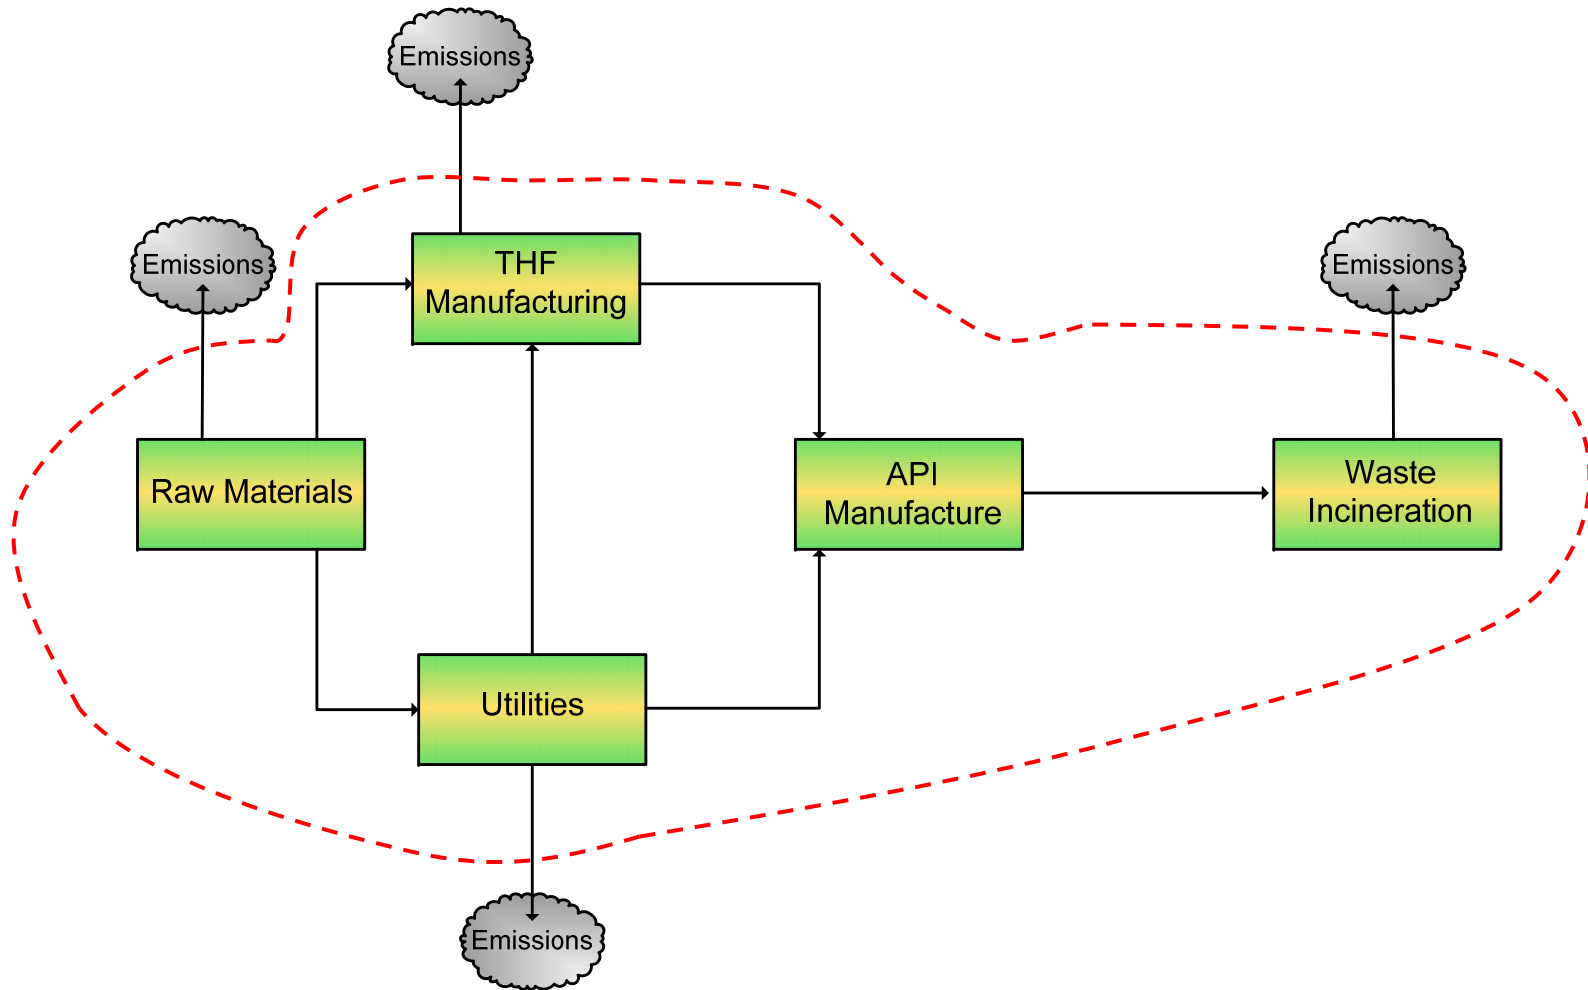 Emissions
Emissions
THF
Manufacturing
Emissions
Raw Materials
API
Manufacture
Waste
Incineration
Utilities
Emissions